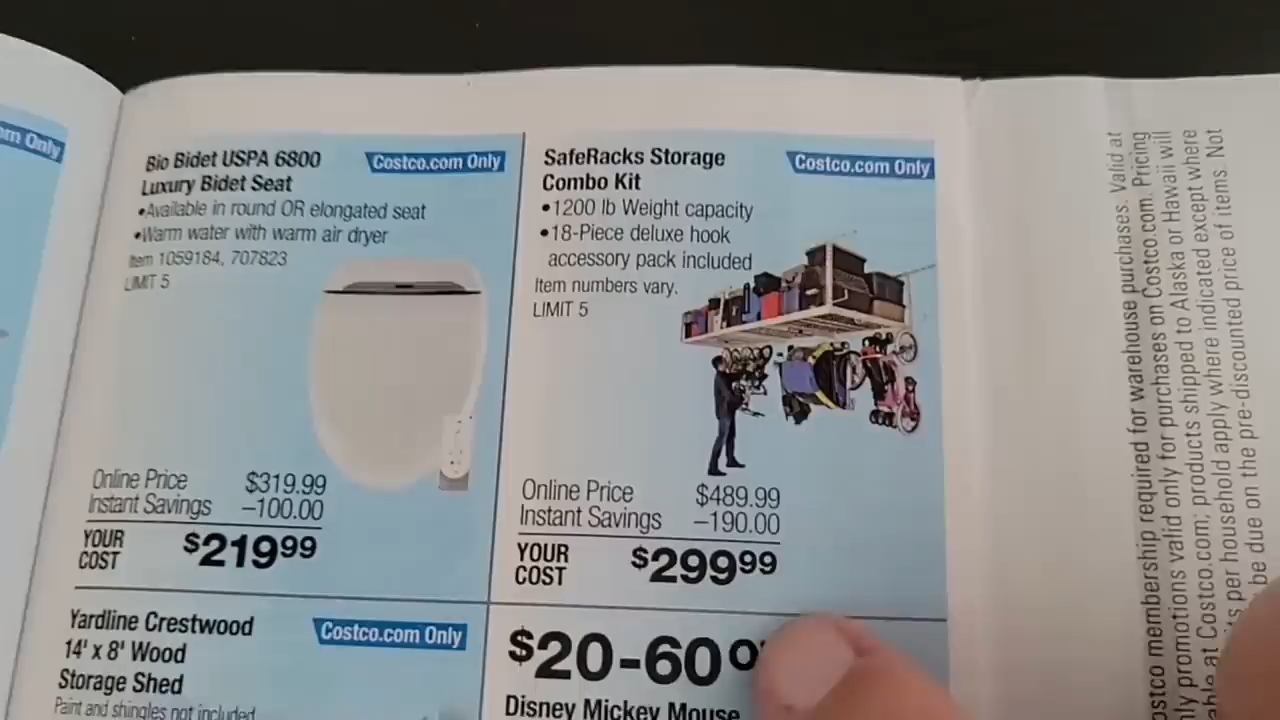 om Only
Bio Bidet USPA 6800
Luxury Bidet Seat
Costco.com Only
•Available in round OR elongated seat
•Warm water with warm air dryer
Item 1059184, 707823
LIMIT 5
Online Price $319.99
Instant Savings –100.00
YOUR COST $219.99
SafeRacks Storage
Combo Kit
Costco.com Only
•1200 lb Weight capacity
•18-Piece deluxe hook
accessory pack included
Item numbers vary.
LIMIT 5
Online Price $489.99
Instant Savings –190.00
YOUR COST $299.99
Yardline Crestwood
14' x 8' Wood
Storage Shed
Costco.com Only
Paint and shingles not included
$20-60
Disney Mickey Mouse
ostco membership required for warehouse purchases. Valid at
ly promotions valid only for purchases on Costco.com. Pricing
able at Costco.com; products shipped to Alaska or Hawaii will
ts per household apply where indicated except where
be due on the pre-discounted price of items. Not